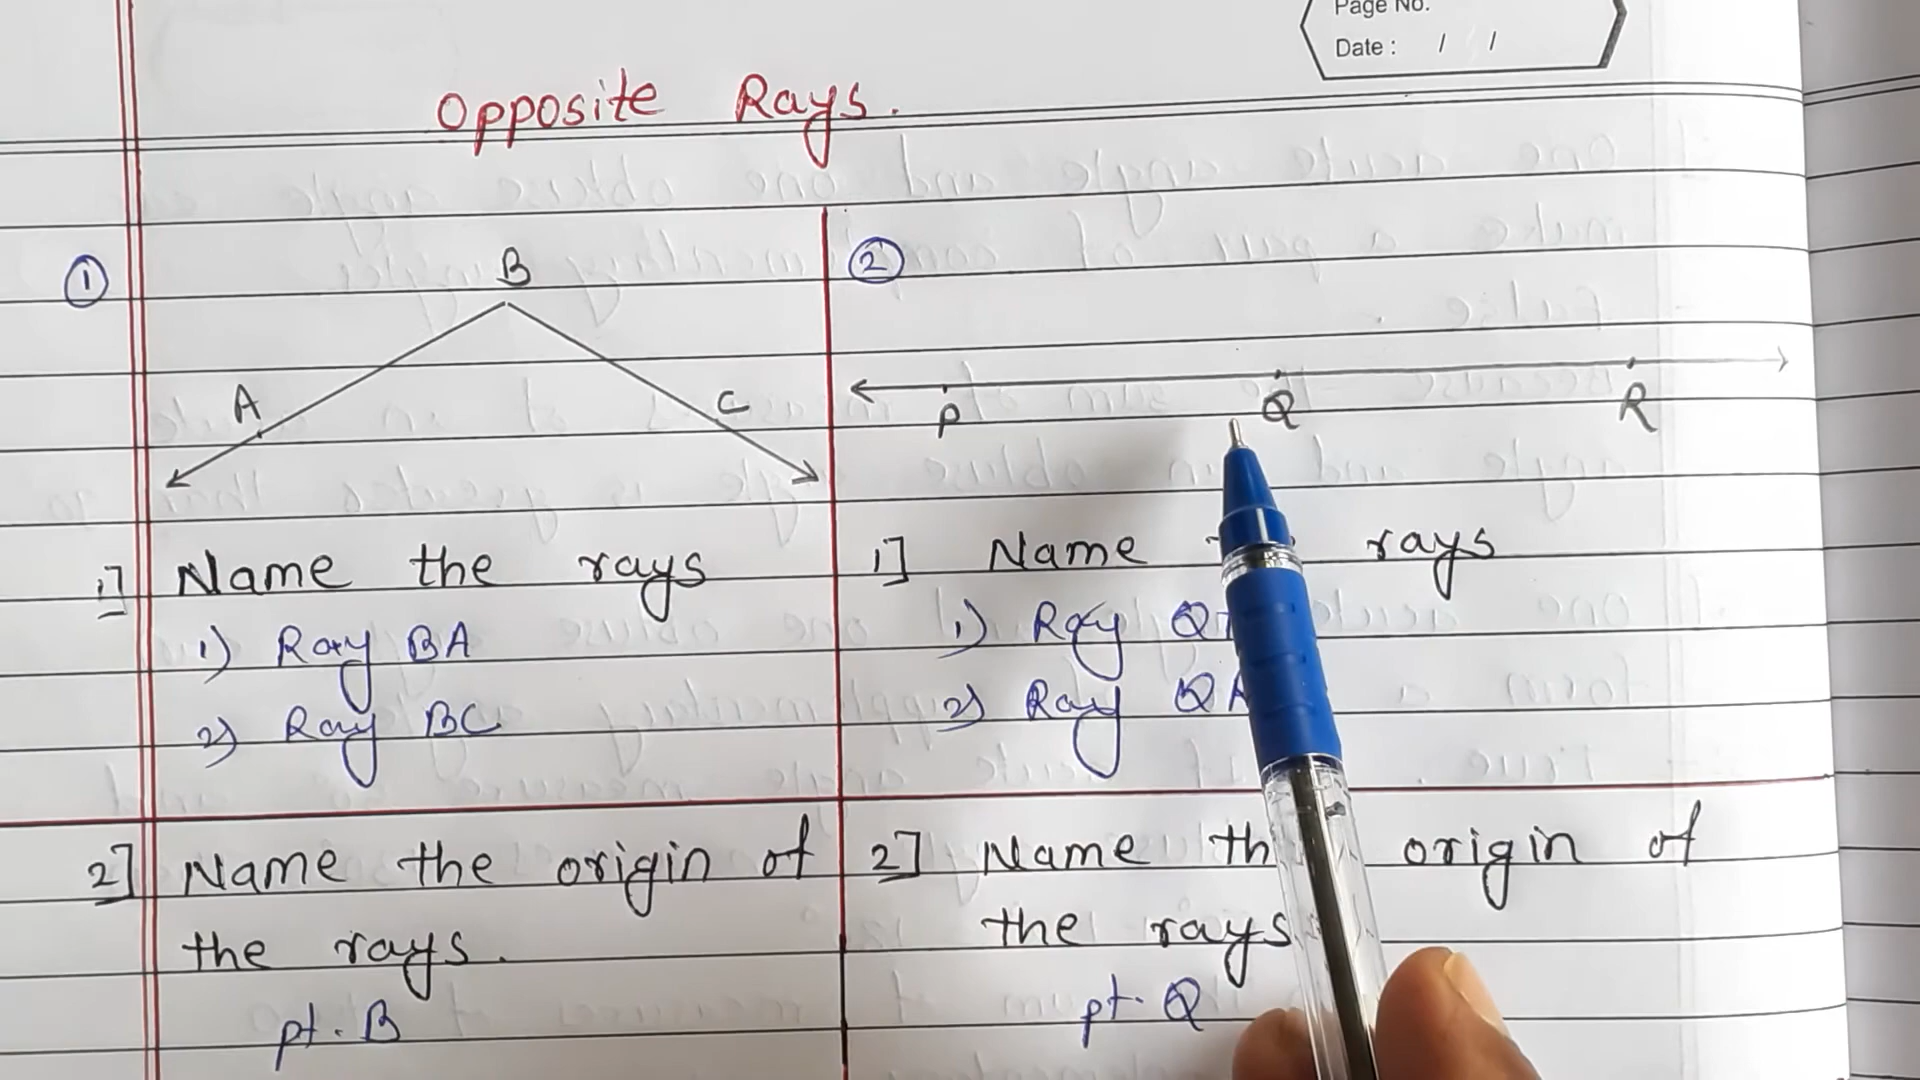 Page No.
Date : / /
Opposite Rays.
①
B
A
C
1] Name the rays
1) Ray BA
2) Ray BC
2] Name the origin of
the rays.
pt. B
②
P
Q
R
1] Name rays
1) Ray
2) Ray
2] Name origin of
the rays
pt. Q